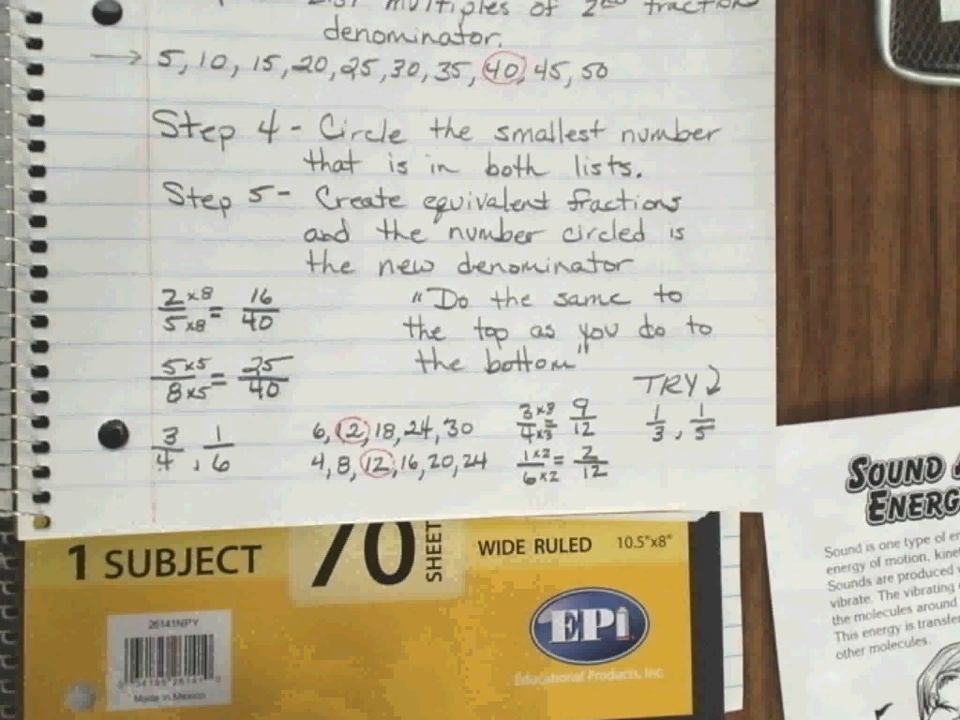 multiples of 2nd fraction
denominator.
→ 5, 10, 15, 20, 25, 30, 35, 40, 45, 50
Step 4 - Circle the smallest number
that is in both lists.
Step 5 - Create equivalent fractions
and the number circled is
the new denominator
2×8/5×8 = 16/40
"Do the same to
the top as you do to
the bottom"
5×5/8×5 = 25/40
TRY
1/3, 1/5
3/4, 1/6
6, 12, 18, 24, 30
4, 8, 12, 16, 20, 24
3×3/4×3 = 9/12
1×2/6×2 = 2/12
1 SUBJECT
70
SHEET
WIDE RULED
10.5"x8"
26141NPY
Made in Mexico
EPi
Educational Products, Inc.
SOUND
ENERG
Sound is one type of en
energy of motion, kine
Sounds are produced
vibrate. The vibrating
the molecules around
This energy is transfe
other molecules.